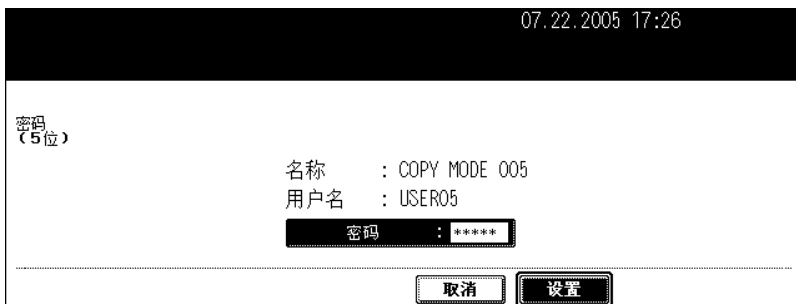 07.22.2005 17:26
密码
(5位)
名称 : COPY MODE 005
用户名 : USER05
密码 : *****
取消 设置